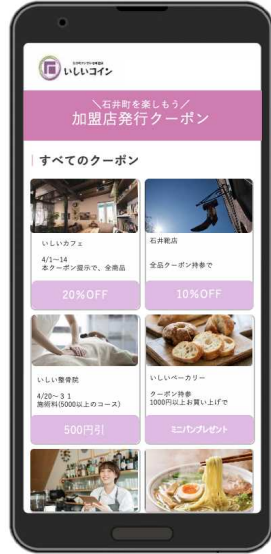 いしいコイン
＼石井町を楽しもう／
加盟店発行クーポン
すべてのクーポン
いしいカフェ
4/1〜14
本クーポン提示で、全商品
20%OFF
石井靴店
全品クーポン持参で
10%OFF
いしい整骨院
4/20〜３１
施術料(5000以上のコース)
500円引
いしいベーカリー
クーポン持参
1000円以上お買い上げで
ミニパンプレゼント